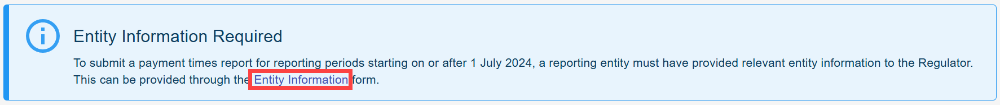 Entity Information Required
To submit a payment times report for reporting periods starting on or after 1 July 2024, a reporting entity must have provided relevant entity information to the Regulator.
This can be provided through the Entity Information form.